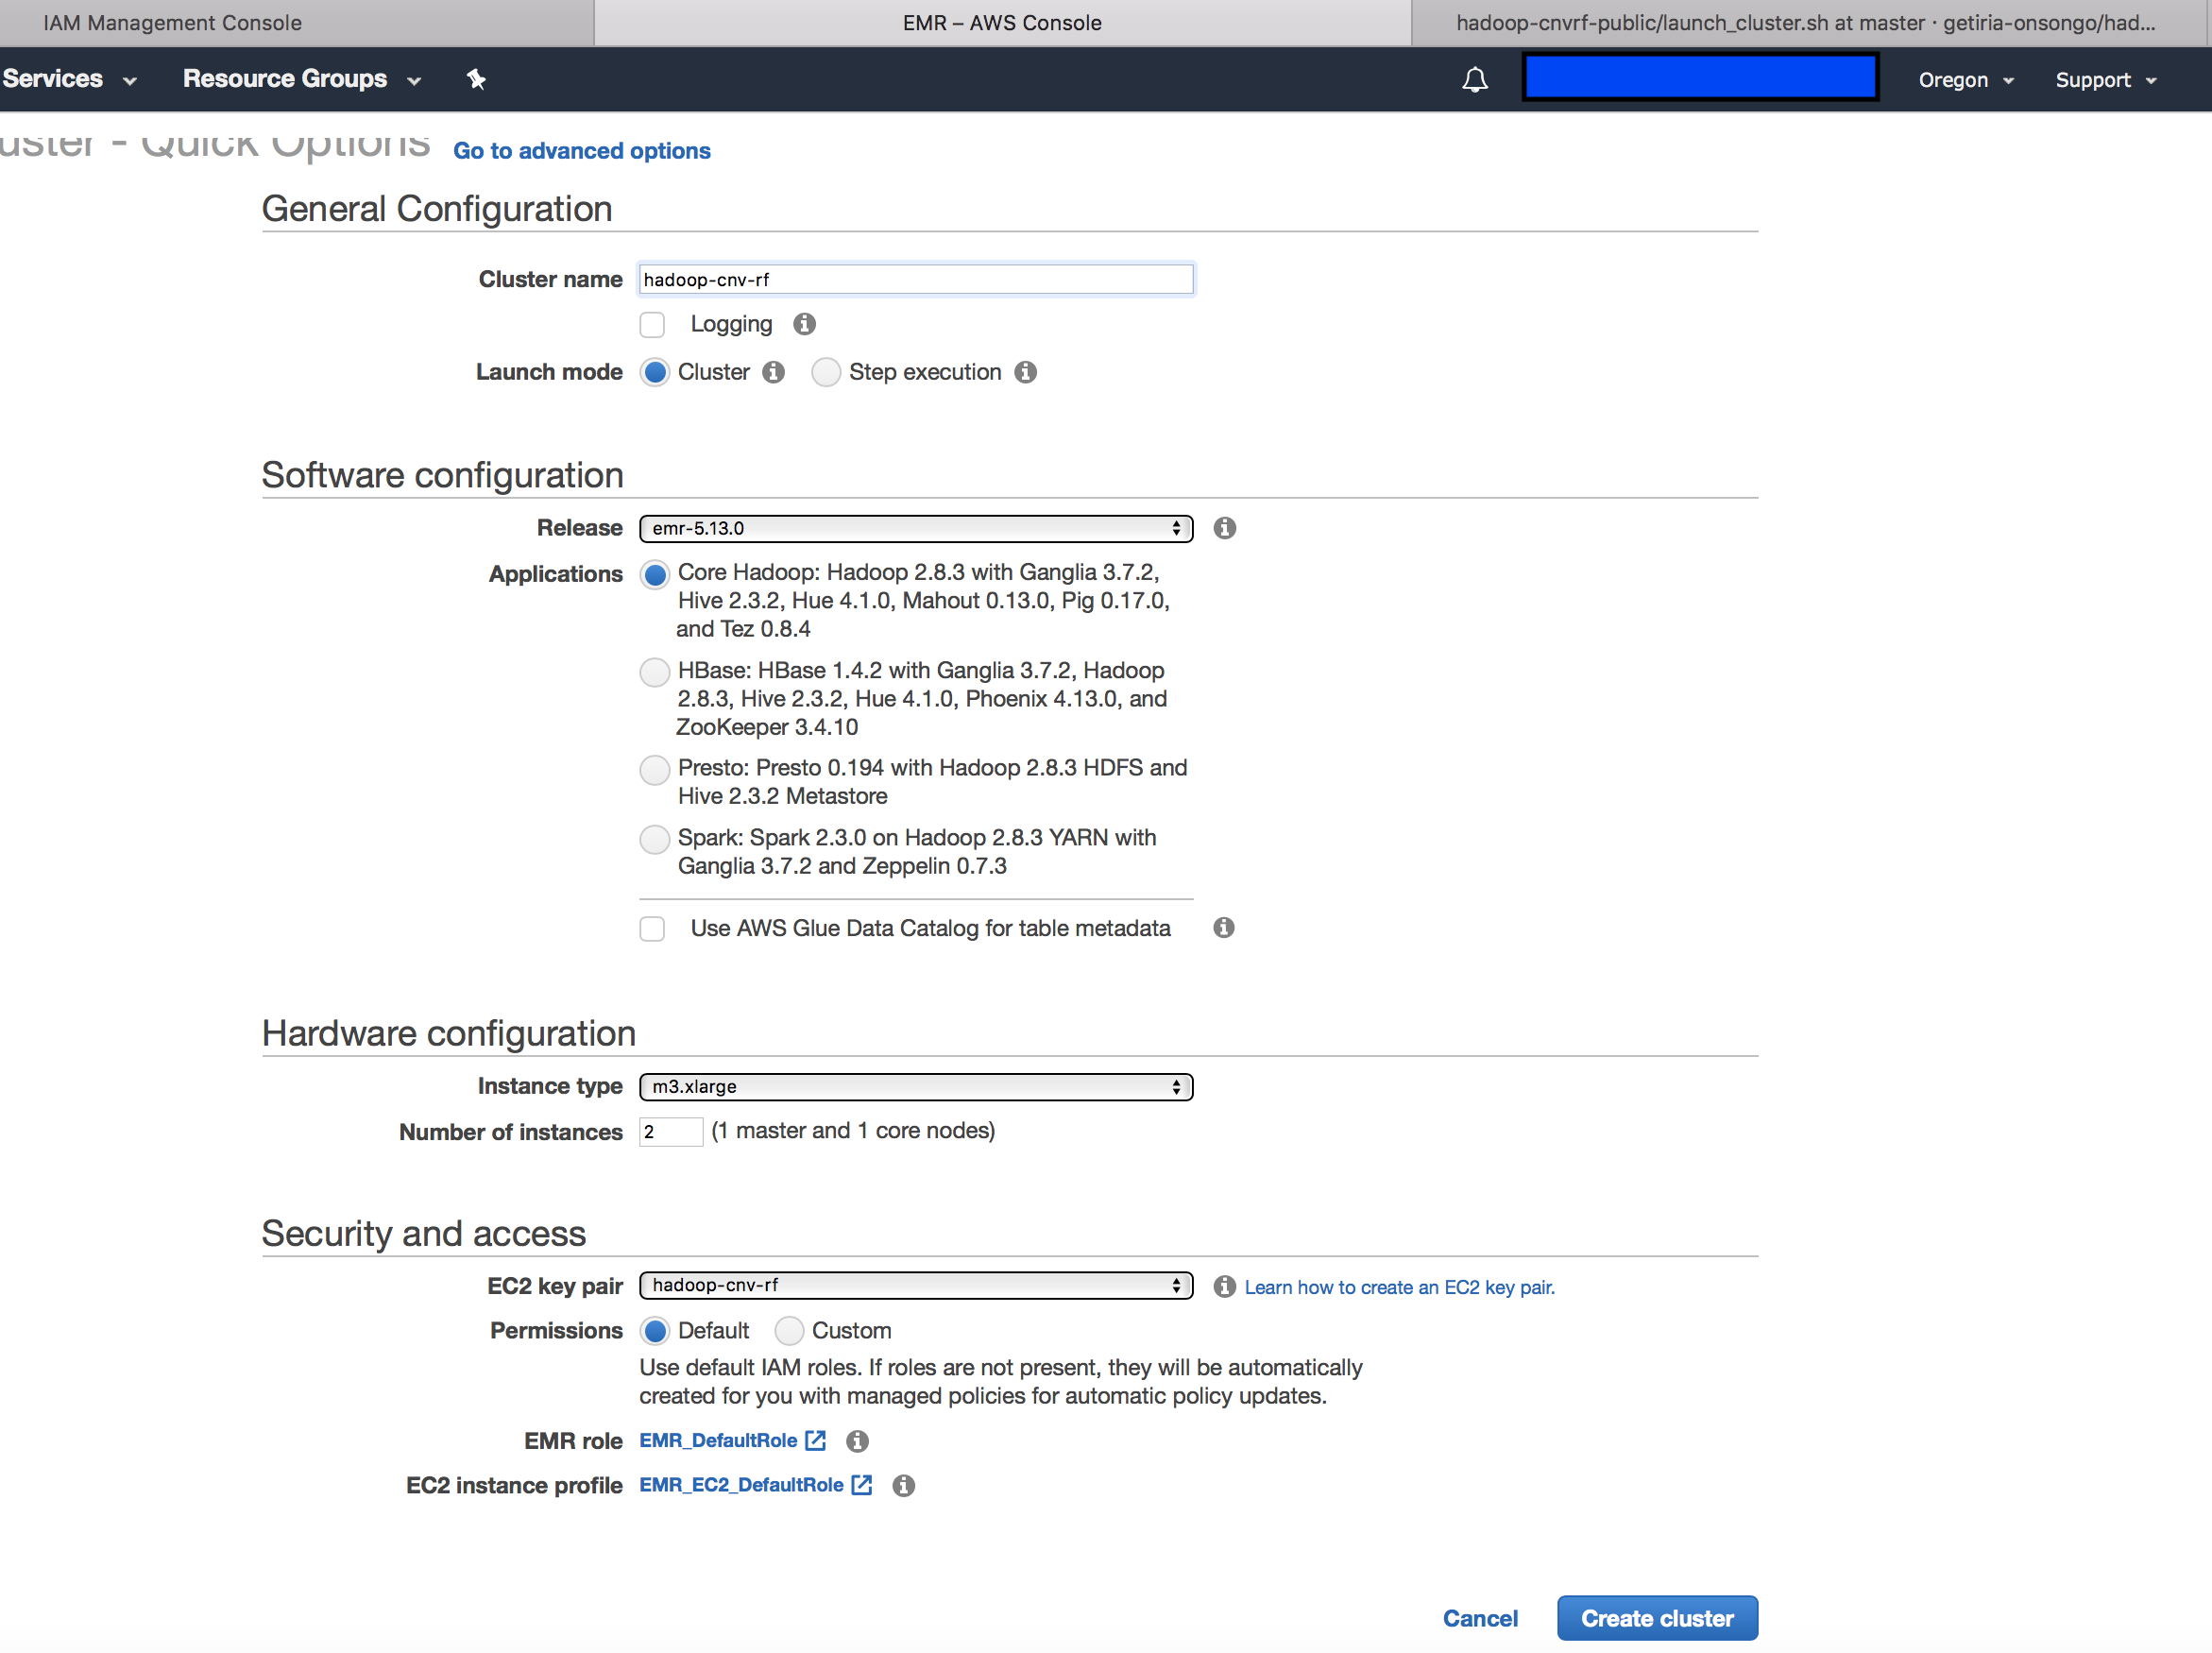 IAM Management Console
EMR – AWS Console
hadoop-cnvrf-public/launch_cluster.sh at master · getiria-onsongo/had...
Services
Resource Groups
Oregon
Support
uster - Quick Options
Go to advanced options
General Configuration
Cluster name
hadoop-cnv-rf
Logging
Launch mode
Cluster
Step execution
Software configuration
Release
emr-5.13.0
Applications
Core Hadoop: Hadoop 2.8.3 with Ganglia 3.7.2,
Hive 2.3.2, Hue 4.1.0, Mahout 0.13.0, Pig 0.17.0,
and Tez 0.8.4
HBase: HBase 1.4.2 with Ganglia 3.7.2, Hadoop
2.8.3, Hive 2.3.2, Hue 4.1.0, Phoenix 4.13.0, and
ZooKeeper 3.4.10
Presto: Presto 0.194 with Hadoop 2.8.3 HDFS and
Hive 2.3.2 Metastore
Spark: Spark 2.3.0 on Hadoop 2.8.3 YARN with
Ganglia 3.7.2 and Zeppelin 0.7.3
Use AWS Glue Data Catalog for table metadata
Hardware configuration
Instance type
m3.xlarge
Number of instances
2
(1 master and 1 core nodes)
Security and access
EC2 key pair
hadoop-cnv-rf
Learn how to create an EC2 key pair.
Permissions
Default
Custom
Use default IAM roles. If roles are not present, they will be automatically
created for you with managed policies for automatic policy updates.
EMR role
EMR_DefaultRole
EC2 instance profile
EMR_EC2_DefaultRole
Cancel
Create cluster